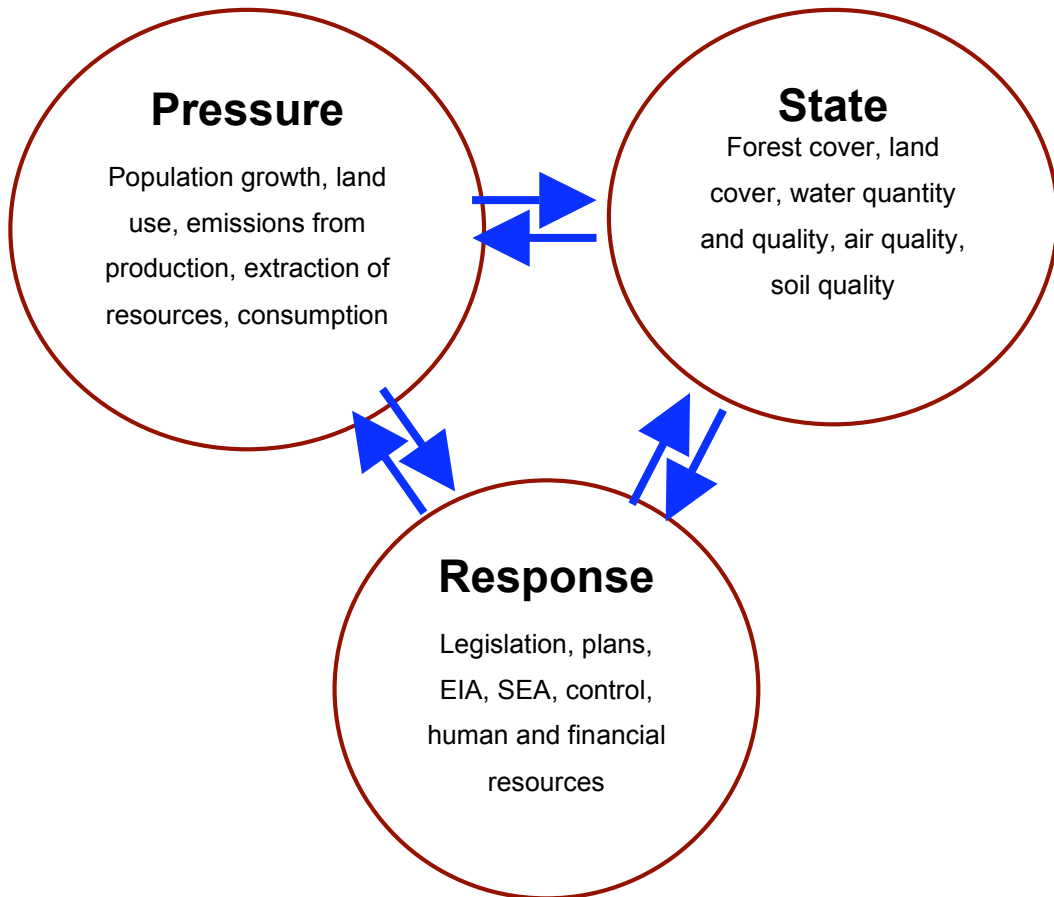 Pressure
Population growth, land
use, emissions from
production, extraction of
resources, consumption
State
Forest cover, land
cover, water quantity
and quality, air quality,
soil quality
Response
Legislation, plans,
EIA, SEA, control,
human and financial
resources